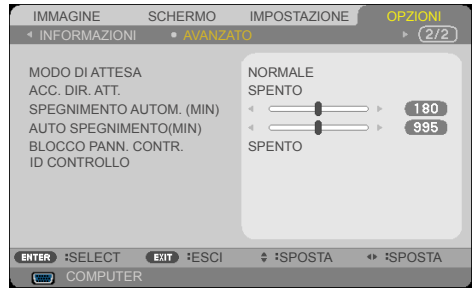 IMMAGINE SCHERMO IMPOSTAZIONE OPZIONI
INFORMAZIONI AVANZATO (2/2)
MODO DI ATTESA NORMALE
ACC. DIR. ATT. SPENTO
SPEGNIMENTO AUTOM. (MIN) 180
AUTO SPEGNIMENTO(MIN) 995
BLOCCO PANN. CONTR. SPENTO
ID CONTROLLO
ENTER :SELECT EXIT :ESCI :SPOSTA :SPOSTA
COMPUTER